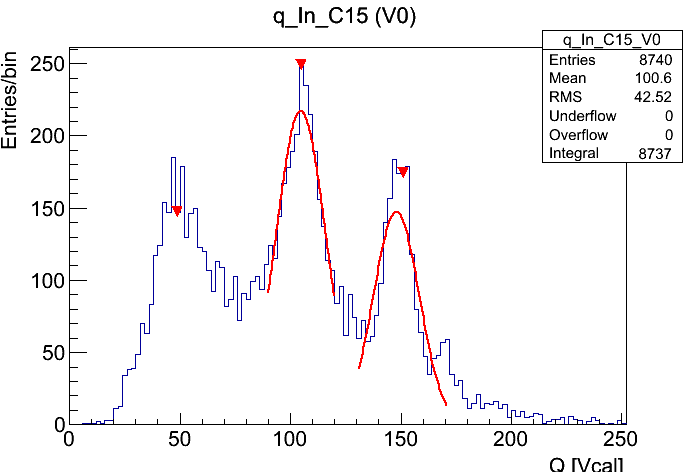 q_In_C15 (V0)
q_In_C15_V0
Entries 8740
Mean 100.6
RMS 42.52
Underflow 0
Overflow 0
Integral 8737
Entries/bin
250
200
150
100
50
0
0 50 100 150 200 250
Q [Vcal]